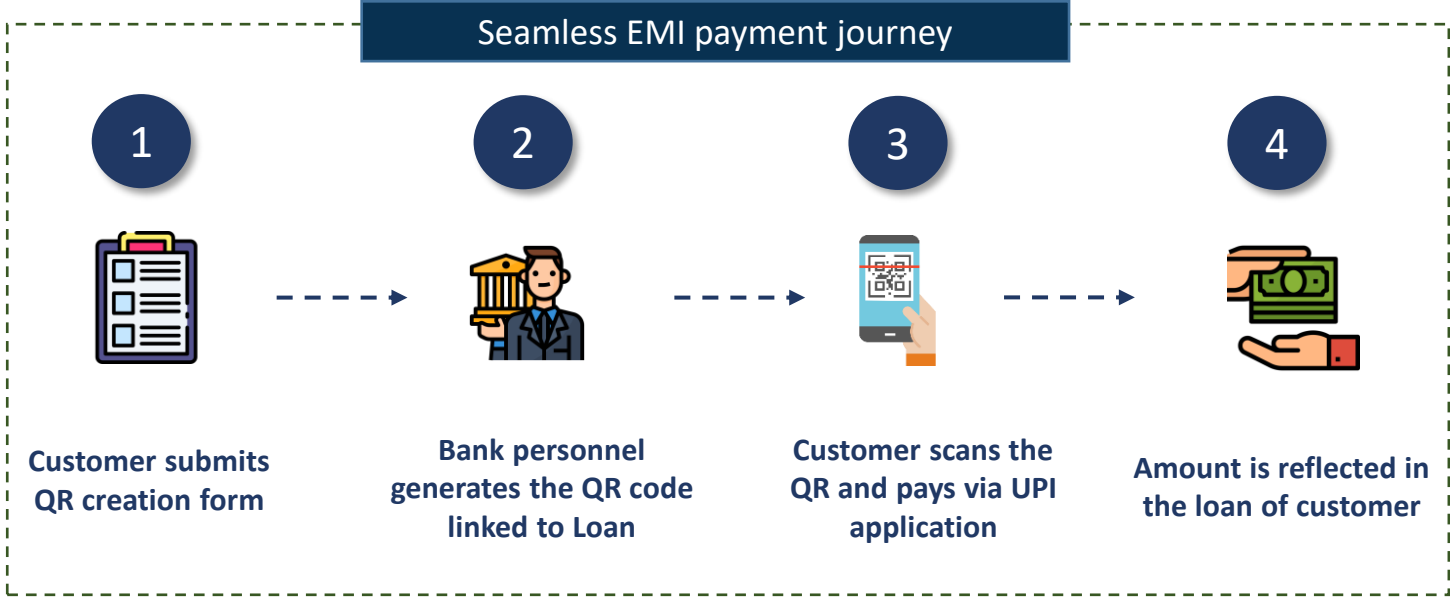 Seamless EMI payment journey
1
2
3
4
Customer submits
QR creation form
Bank personnel
generates the QR code
linked to Loan
Customer scans the
QR and pays via UPI
application
Amount is reflected in
the loan of customer